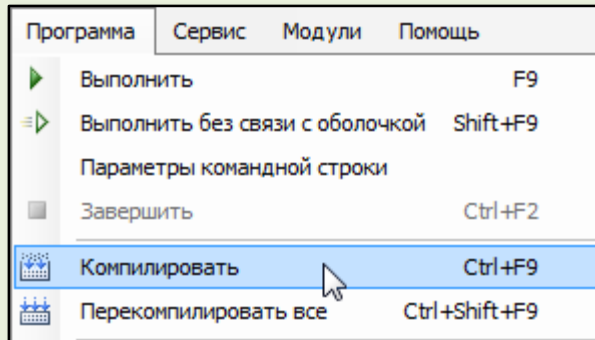 Программа Сервис Модули Помощь
Выполнить F9
Выполнить без связи с оболочкой Shift+F9
Параметры командной строки
Завершить Ctrl+F2
Компилировать Ctrl+F9
Перекомпилировать все Ctrl+Shift+F9